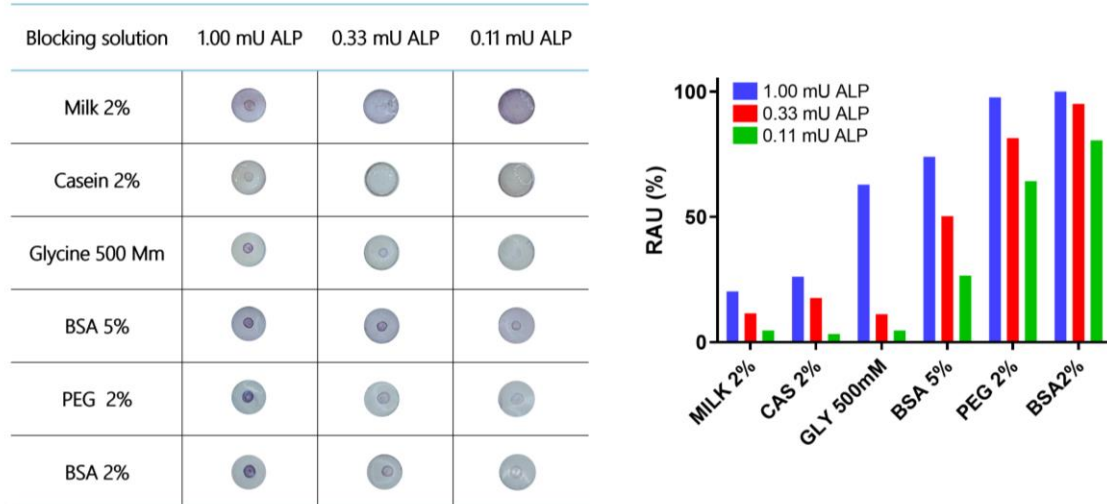 Blocking solution 1.00 mU ALP 0.33 mU ALP 0.11 mU ALP
Milk 2%
Casein 2%
Glycine 500 Mm
BSA 5%
PEG 2%
BSA 2%
1.00 mU ALP
0.33 mU ALP
0.11 mU ALP
RAU (%)
100
50
0
MILK 2%
CAS 2%
GLY 500mM
BSA 5%
PEG 2%
BSA2%